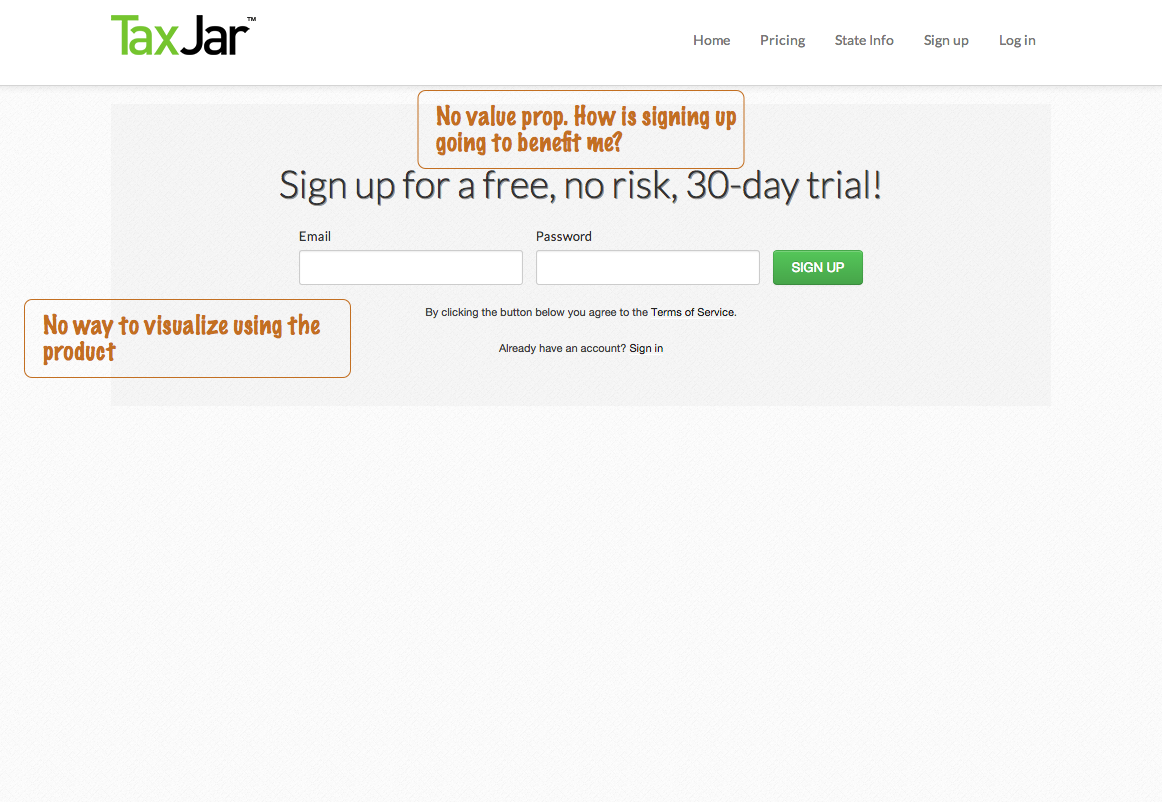 TaxJar™
Home Pricing State Info Sign up Log in
No value prop. How is signing up
going to benefit me?
Sign up for a free, no risk, 30-day trial!
Email Password
SIGN UP
By clicking the button below you agree to the Terms of Service.
No way to visualize using the
product
Already have an account? Sign in